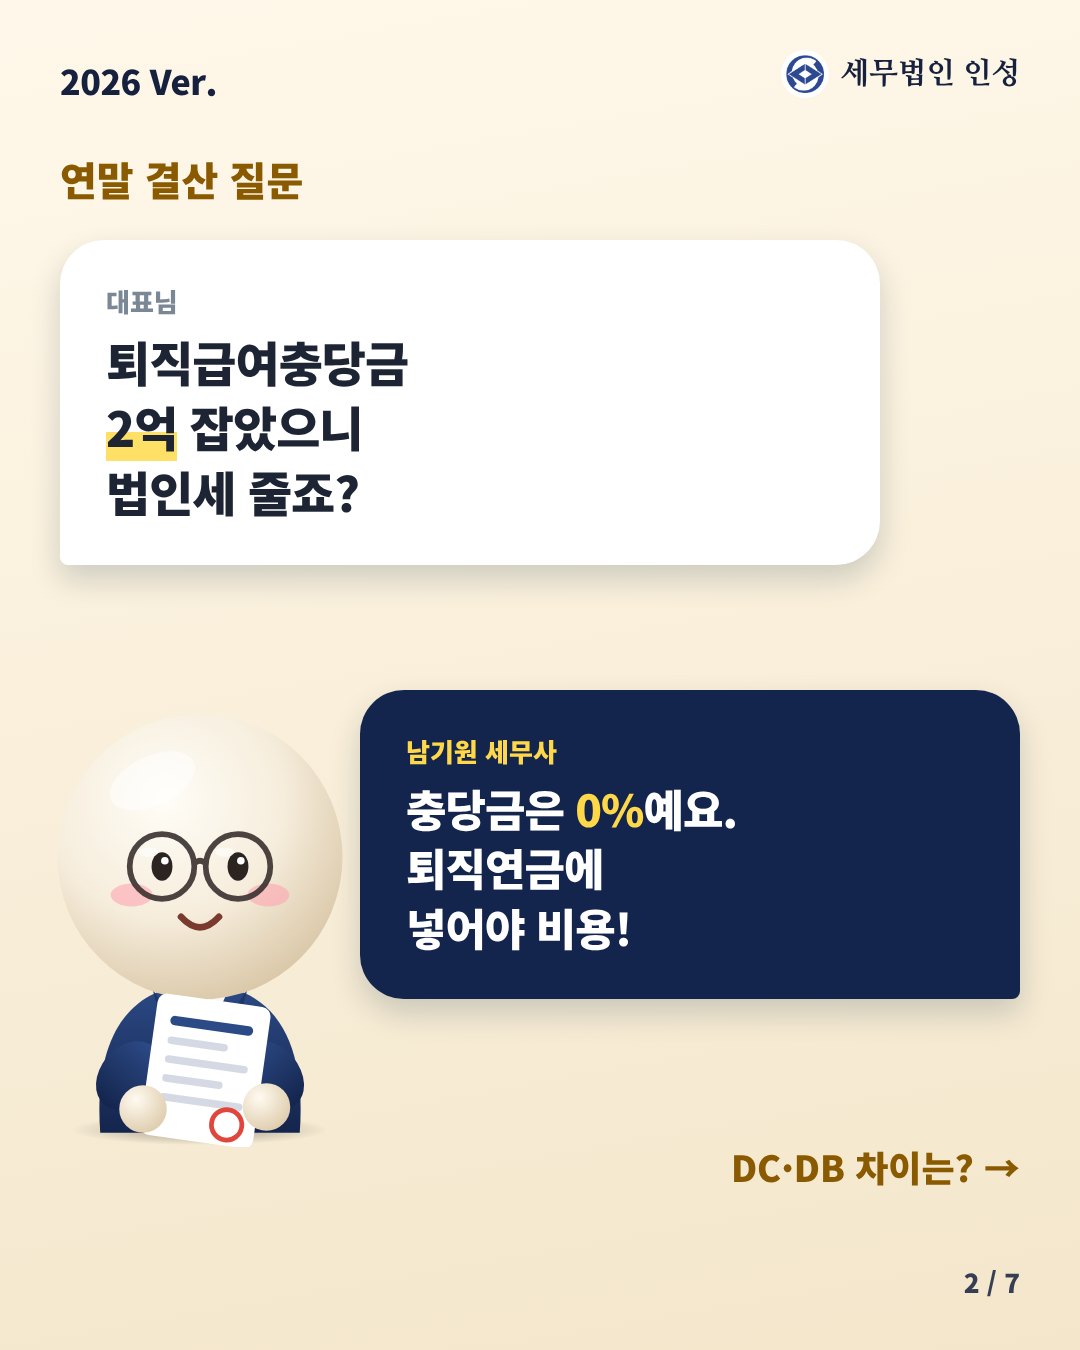 2026 Ver.
세무법인 인성
연말 결산 질문
대표님
퇴직급여충당금
2억 잡았으니
법인세 줄죠?
남기원 세무사
충당금은 0%예요.
퇴직연금에
넣어야 비용!
DC·DB 차이는? →
2 / 7